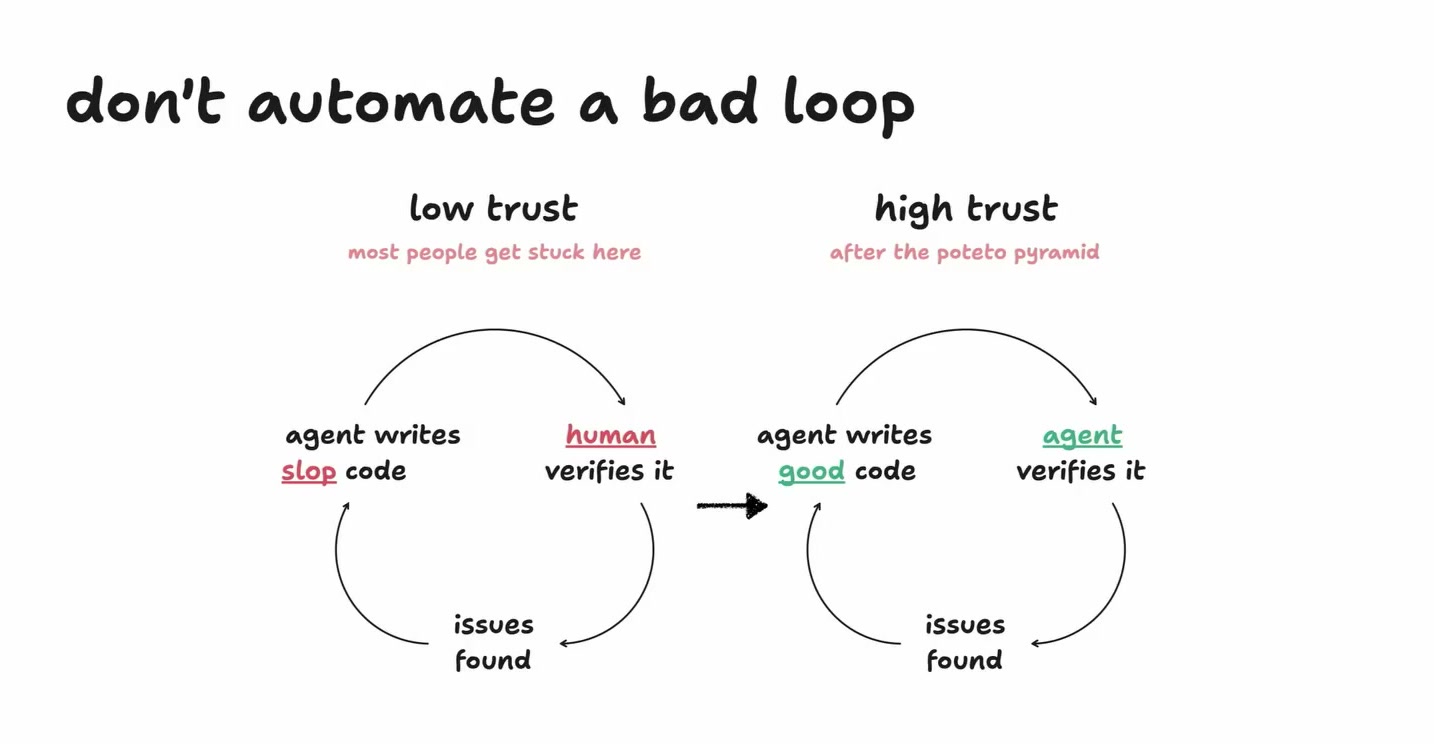 don't automate a bad loop
low trust
most people get stuck here
agent writes
slop code
human
verifies it
issues
found
high trust
after the poteto pyramid
agent writes
good code
agent
verifies it
issues
found